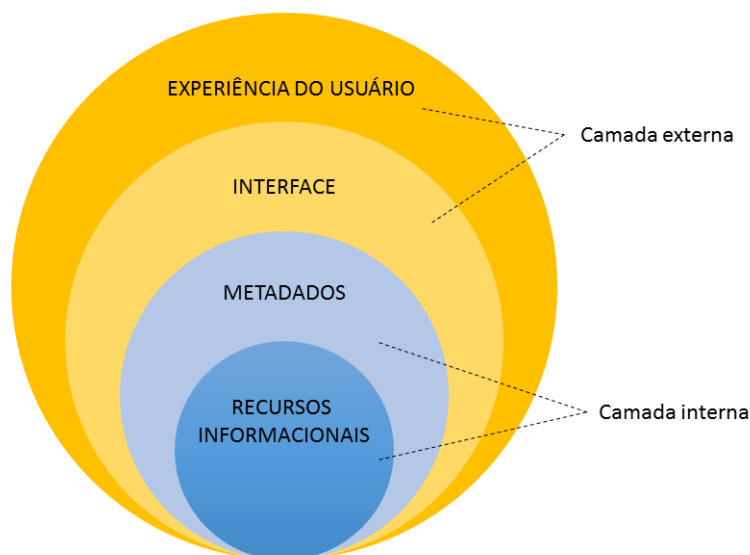 EXPERIÊNCIA DO USUÁRIO
Camada externa
INTERFACE
METADADOS
RECURSOS
INFORMACIONAIS
Camada interna